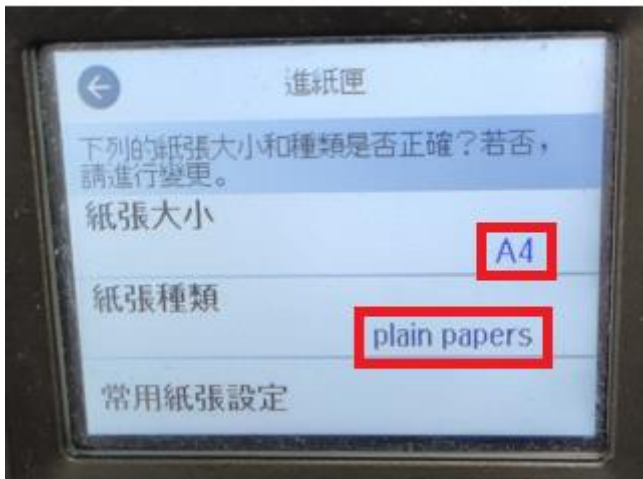 進紙匣
下列的紙張大小和種類是否正確？若否，
請進行變更。
紙張大小
A4
紙張種類
plain papers
常用紙張設定